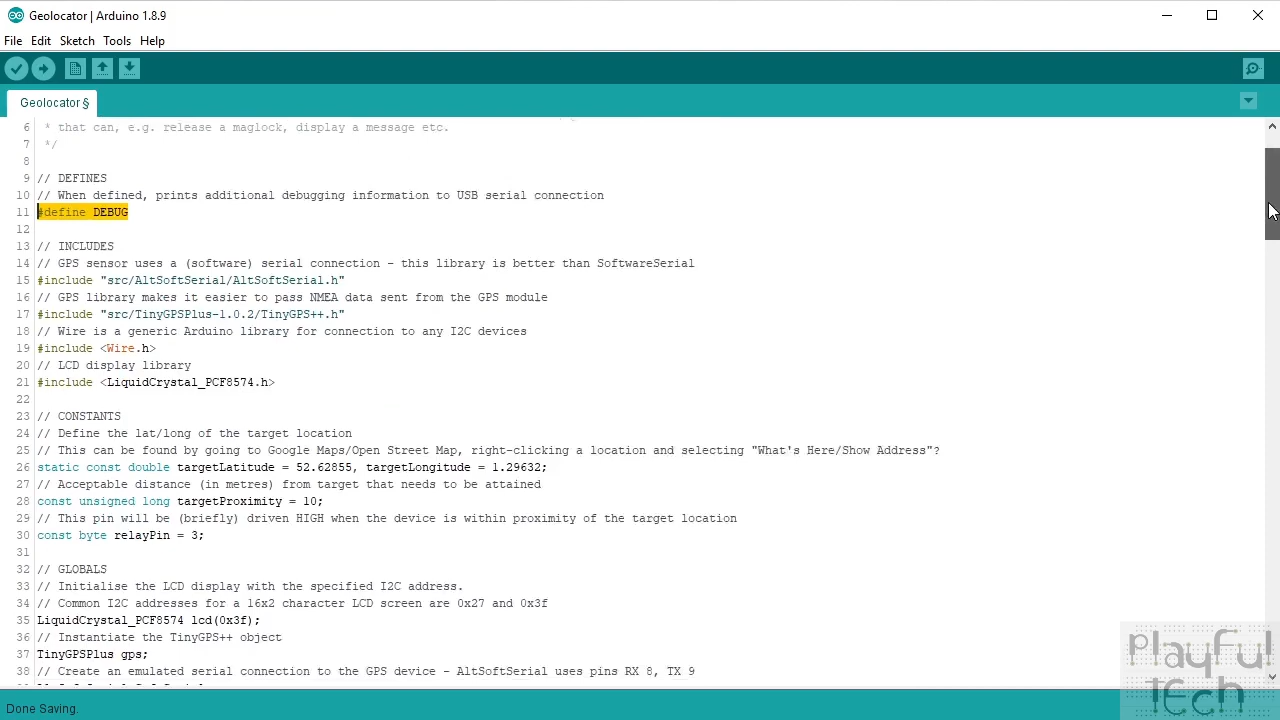 Geolocator | Arduino 1.8.9
File Edit Sketch Tools Help
Geolocator §
6 * that can, e.g. release a maglock, display a message etc.
7 */
8
9 // DEFINES
10 // When defined, prints additional debugging information to USB serial connection
11 #define DEBUG
12
13 // INCLUDES
14 // GPS sensor uses a (software) serial connection - this library is better than SoftwareSerial
15 #include "src/AltSoftSerial/AltSoftSerial.h"
16 // GPS library makes it easier to pass NMEA data sent from the GPS module
17 #include "src/TinyGPSPlus-1.0.2/TinyGPS++.h"
18 // Wire is a generic Arduino library for connection to any I2C devices
19 #include <Wire.h>
20 // LCD display library
21 #include <LiquidCrystal_PCF8574.h>
22
23 // CONSTANTS
24 // Define the lat/long of the target location
25 // This can be found by going to Google Maps/Open Street Map, right-clicking a location and selecting "What's Here/Show Address"?
26 static const double targetLatitude = 52.62855, targetLongitude = 1.29632;
27 // Acceptable distance (in metres) from target that needs to be attained
28 const unsigned long targetProximity = 10;
29 // This pin will be (briefly) driven HIGH when the device is within proximity of the target location
30 const byte relayPin = 3;
31
32 // GLOBALS
33 // Initialise the LCD display with the specified I2C address.
34 // Common I2C addresses for a 16x2 character LCD screen are 0x27 and 0x3f
35 LiquidCrystal_PCF8574 lcd(0x3f);
36 // Instantiate the TinyGPS++ object
37 TinyGPSPlus gps;
38 // Create an emulated serial connection to the GPS device - AltSoftSerial uses pins RX 8, TX 9
Done Saving.
Playful
Tech